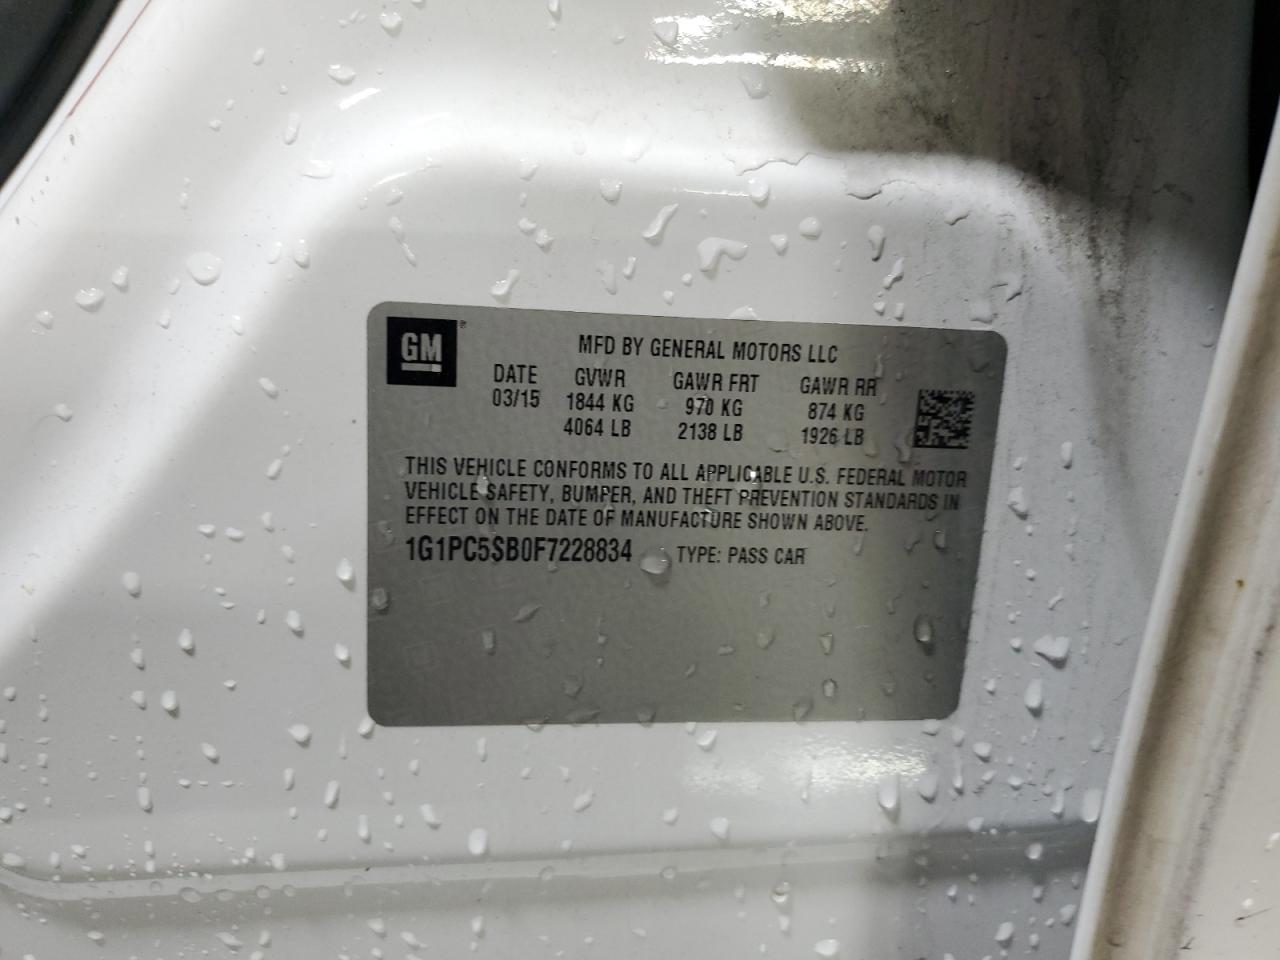 GM
MFD BY GENERAL MOTORS LLC
DATE GVWR GAWR FRT GAWR RR
03/15 1844 KG 970 KG 874 KG
4064 LB 2138 LB 1926 LB
THIS VEHICLE CONFORMS TO ALL APPLICABLE U.S. FEDERAL MOTOR
VEHICLE SAFETY, BUMPER, AND THEFT PREVENTION STANDARDS IN
EFFECT ON THE DATE OF MANUFACTURE SHOWN ABOVE.
1G1PC5SB0F7228834 TYPE: PASS CAR